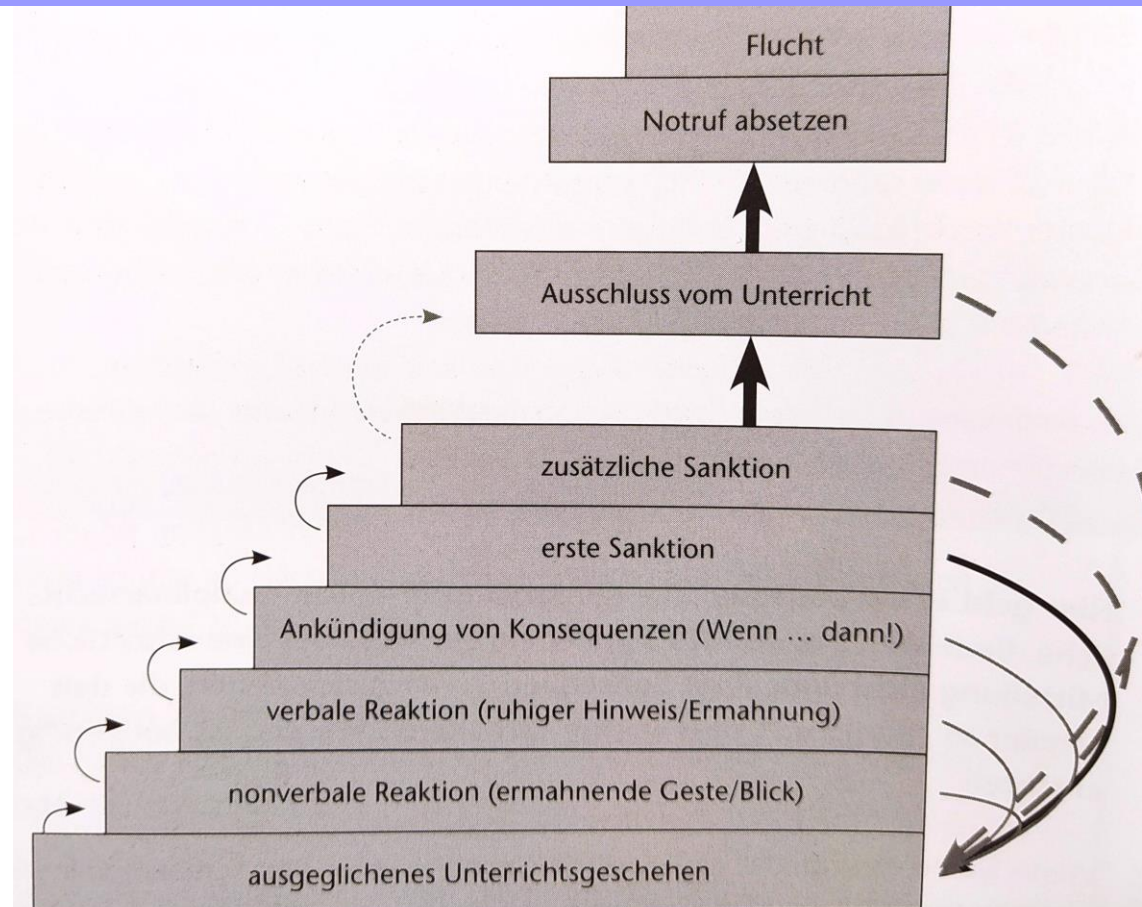 Flucht
Notruf absetzen
Ausschluss vom Unterricht
zusätzliche Sanktion
erste Sanktion
Ankündigung von Konsequenzen (Wenn ... dann!)
verbale Reaktion (ruhiger Hinweis/Ermahnung)
nonverbale Reaktion (ermahnende Geste/Blick)
ausgeglichenes Unterrichtsgeschehen